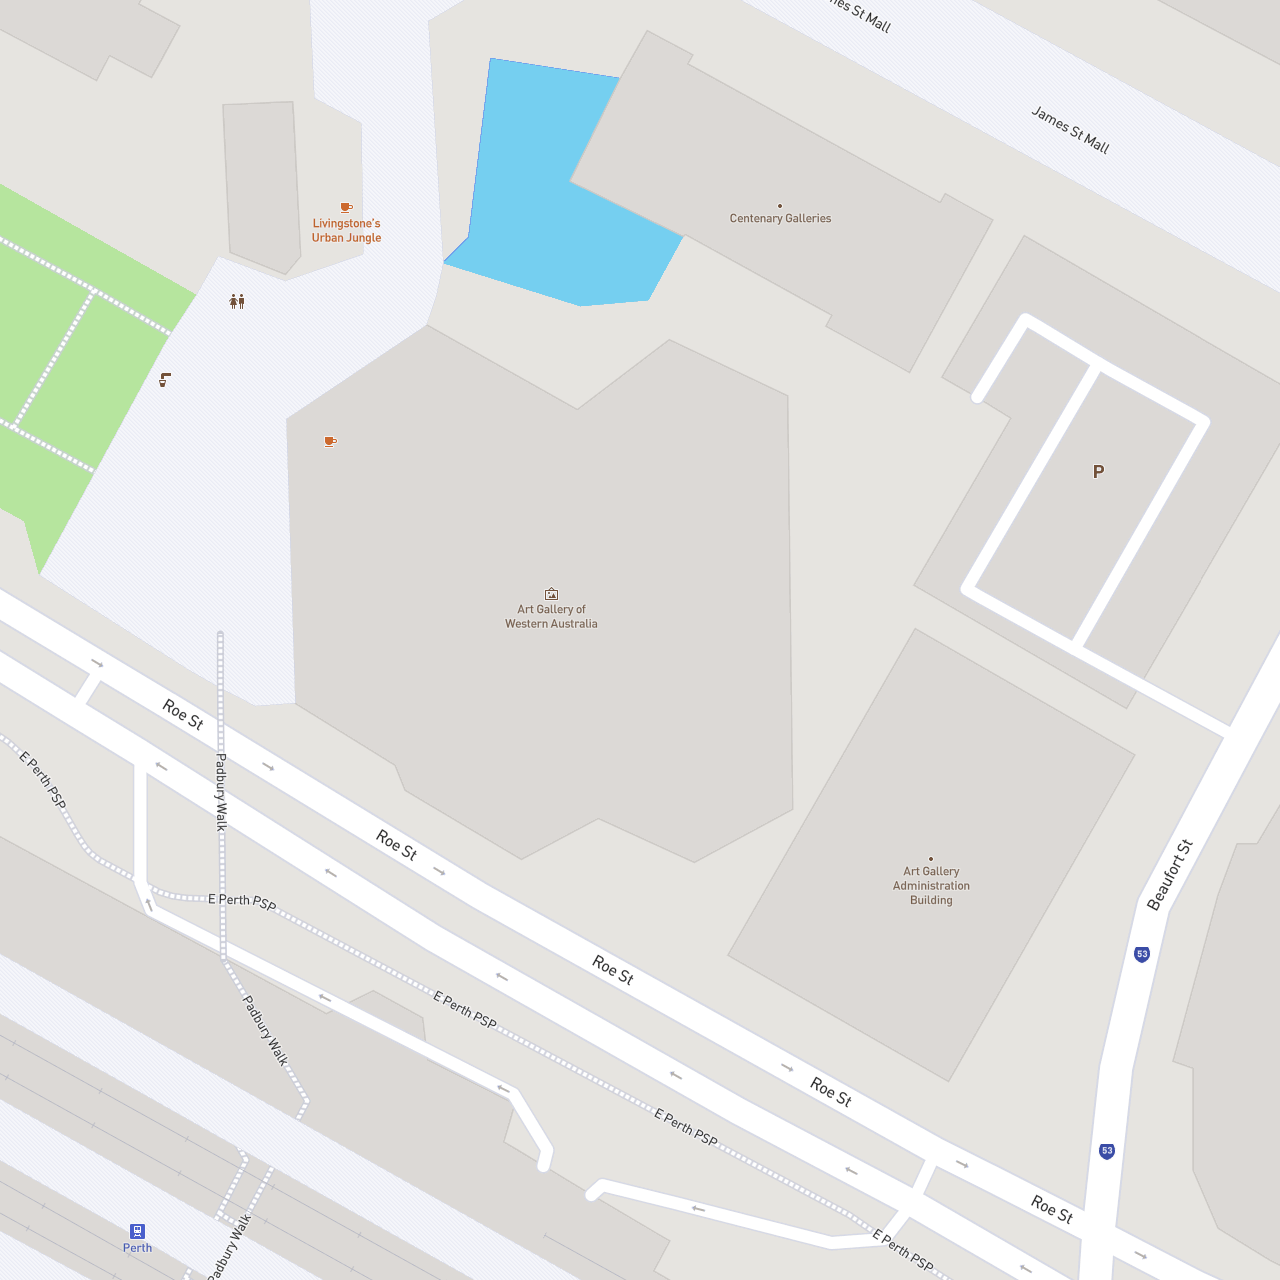 James St Mall
James St Mall
Livingstone's
Urban Jungle
Centenary Galleries
P
Art Gallery of
Western Australia
Roe St
E Perth PSP
Padbury Walk
Roe St
Art Gallery
Administration
Building
Beaufort St
E Perth PSP
53
Roe St
E Perth PSP
Padbury Walk
Roe St
E Perth PSP
53
Roe St
E Perth PSP
Perth
Padbury Walk